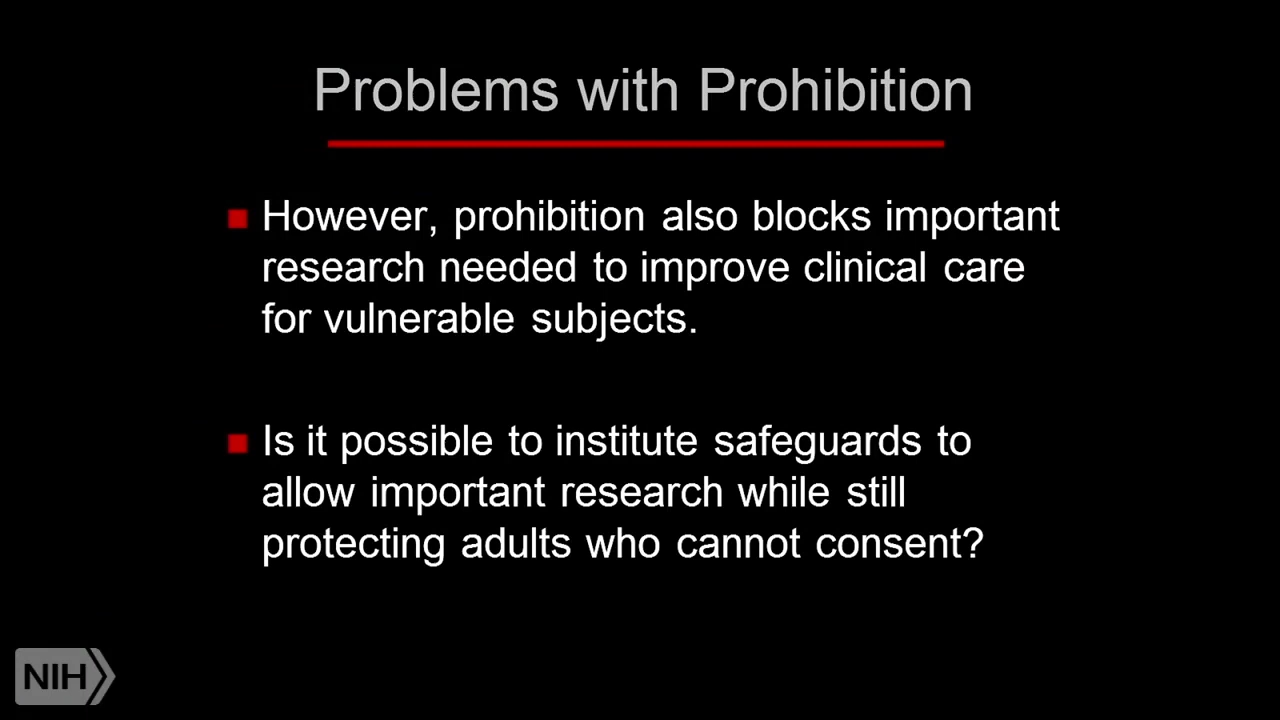 Problems with Prohibition
However, prohibition also blocks important
research needed to improve clinical care
for vulnerable subjects.
Is it possible to institute safeguards to
allow important research while still
protecting adults who cannot consent?
NIH